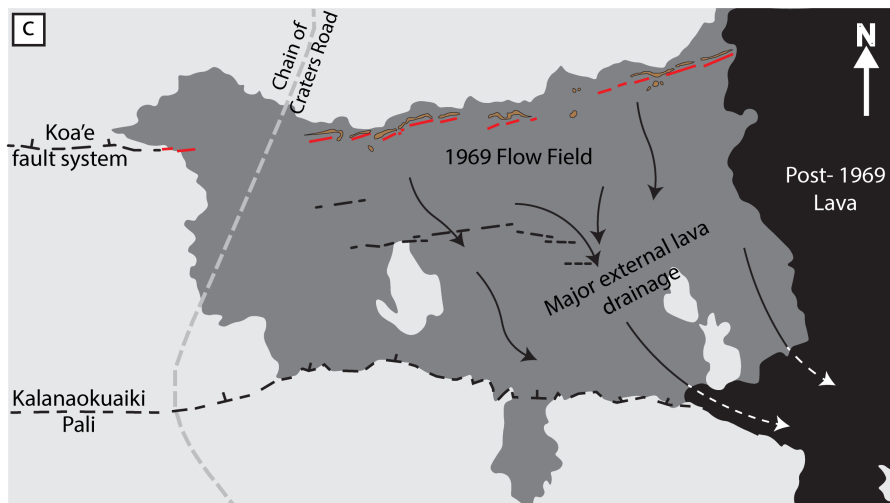 C
Chain of
Craters Road
N
Koa'e
fault system
1969 Flow Field
Post- 1969
Lava
Major external lava
drainage
Kalanaokuaiki
Pali